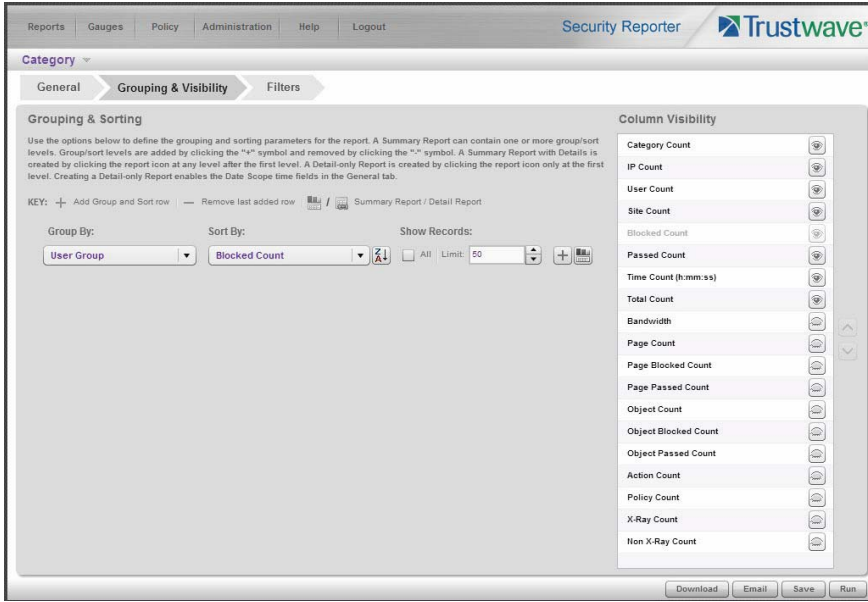 Reports Gauges Policy Administration Help Logout
Security Reporter
Trustwave®
Category
General Grouping & Visibility Filters
Grouping & Sorting
Use the options below to define the grouping and sorting parameters for the report. A Summary Report can contain one or more group/sort
levels. Group/sort levels are added by clicking the "+" symbol and removed by clicking the "-" symbol. A Summary Report with Details is
created by clicking the report icon at any level after the first level. A Detail-only Report is created by clicking the report icon only at the first
level. Creating a Detail-only Report enables the Date Scope time fields in the General tab.
KEY: + Add Group and Sort row — Remove last added row / Summary Report / Detail Report
Group By: Sort By: Show Records:
User Group Blocked Count Z A All Limit: 50 +
Column Visibility
Category Count
IP Count
User Count
Site Count
Blocked Count
Passed Count
Time Count (h:mm:ss)
Total Count
Bandwidth
Page Count
Page Blocked Count
Page Passed Count
Object Count
Object Blocked Count
Object Passed Count
Action Count
Policy Count
X-Ray Count
Non X-Ray Count
Download Email Save Run